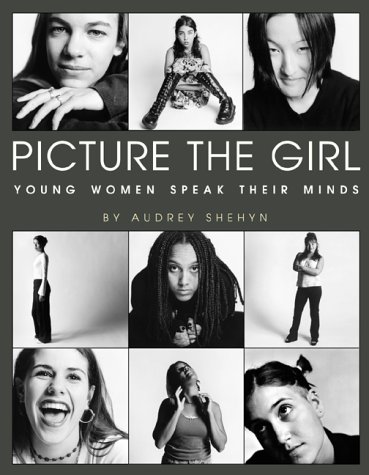 PICTURE THE GIRL
YOUNG WOMEN SPEAK THEIR MINDS
BY AUDREY SHEHYN